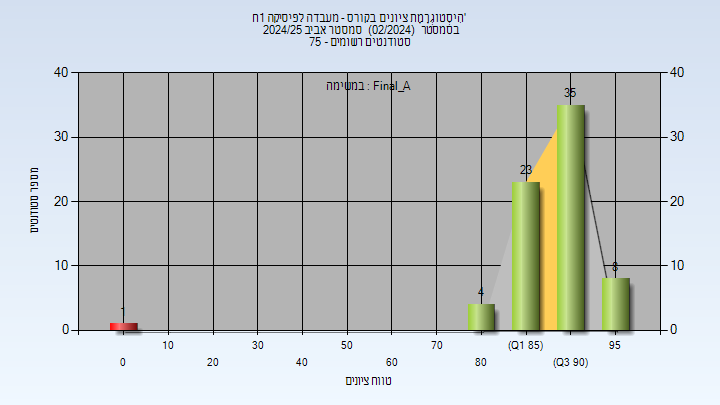 הִיסְטוֹגְרָמַת ציונים בקורס - מעבדה לפיסיקה 1ח'
בסמסטר (02/2024) סמסטר אביב 2024/25
סטודנטים רשומים - 75
במשימה : Final_A
מספר סטודנטים
40 40
30 30
20 20
10 10
0 0
1 4 23 35 8
0 10 20 30 40 50 60 70 80 (Q1 85) (Q3 90) 95
טווח ציונים